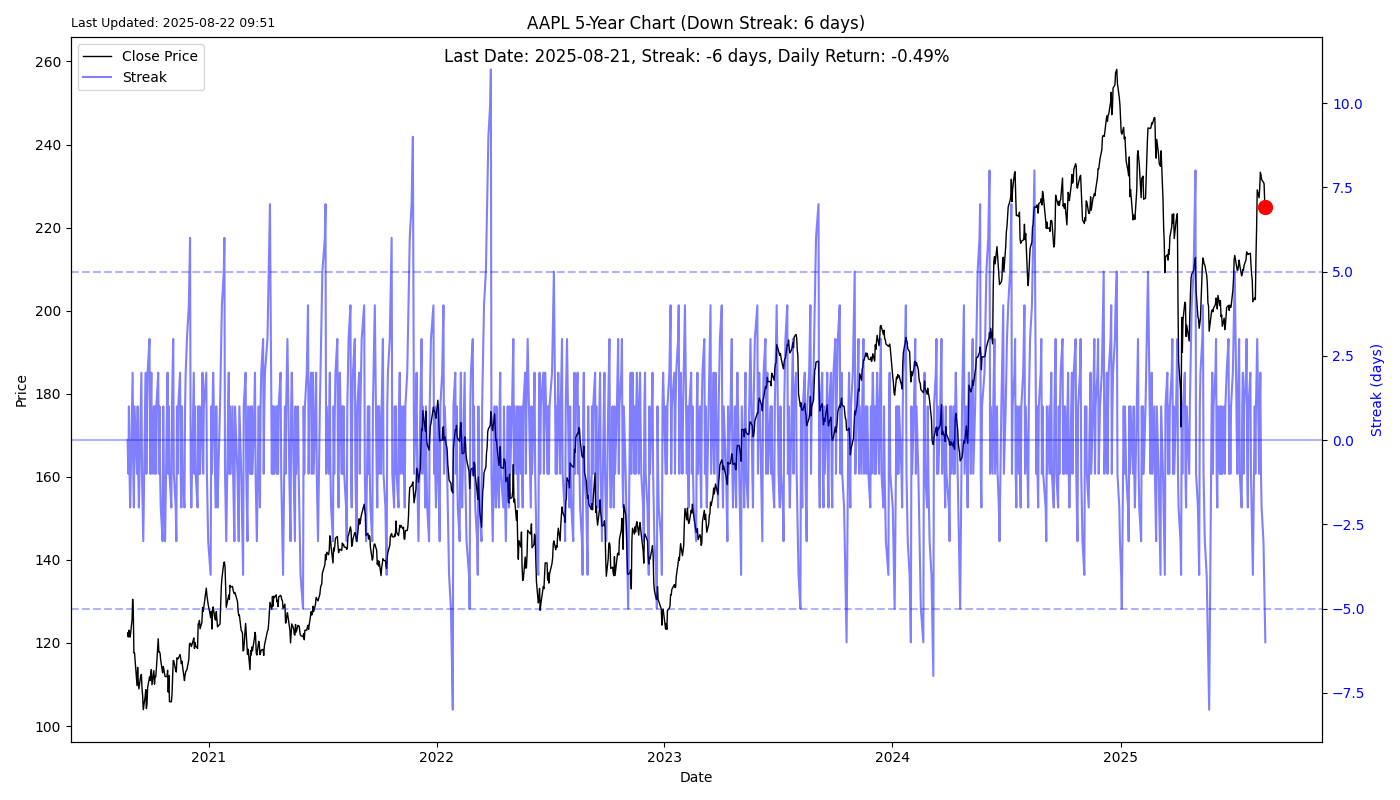 Last Updated: 2025-08-22 09:51
AAPL 5-Year Chart (Down Streak: 6 days)
Last Date: 2025-08-21, Streak: -6 days, Daily Return: -0.49%
Close Price
Streak
260
240
220
200
180
160
140
120
100
Price
10.0
7.5
5.0
2.5
0.0
−2.5
−5.0
−7.5
Streak (days)
2021
2022
2023
2024
2025
Date